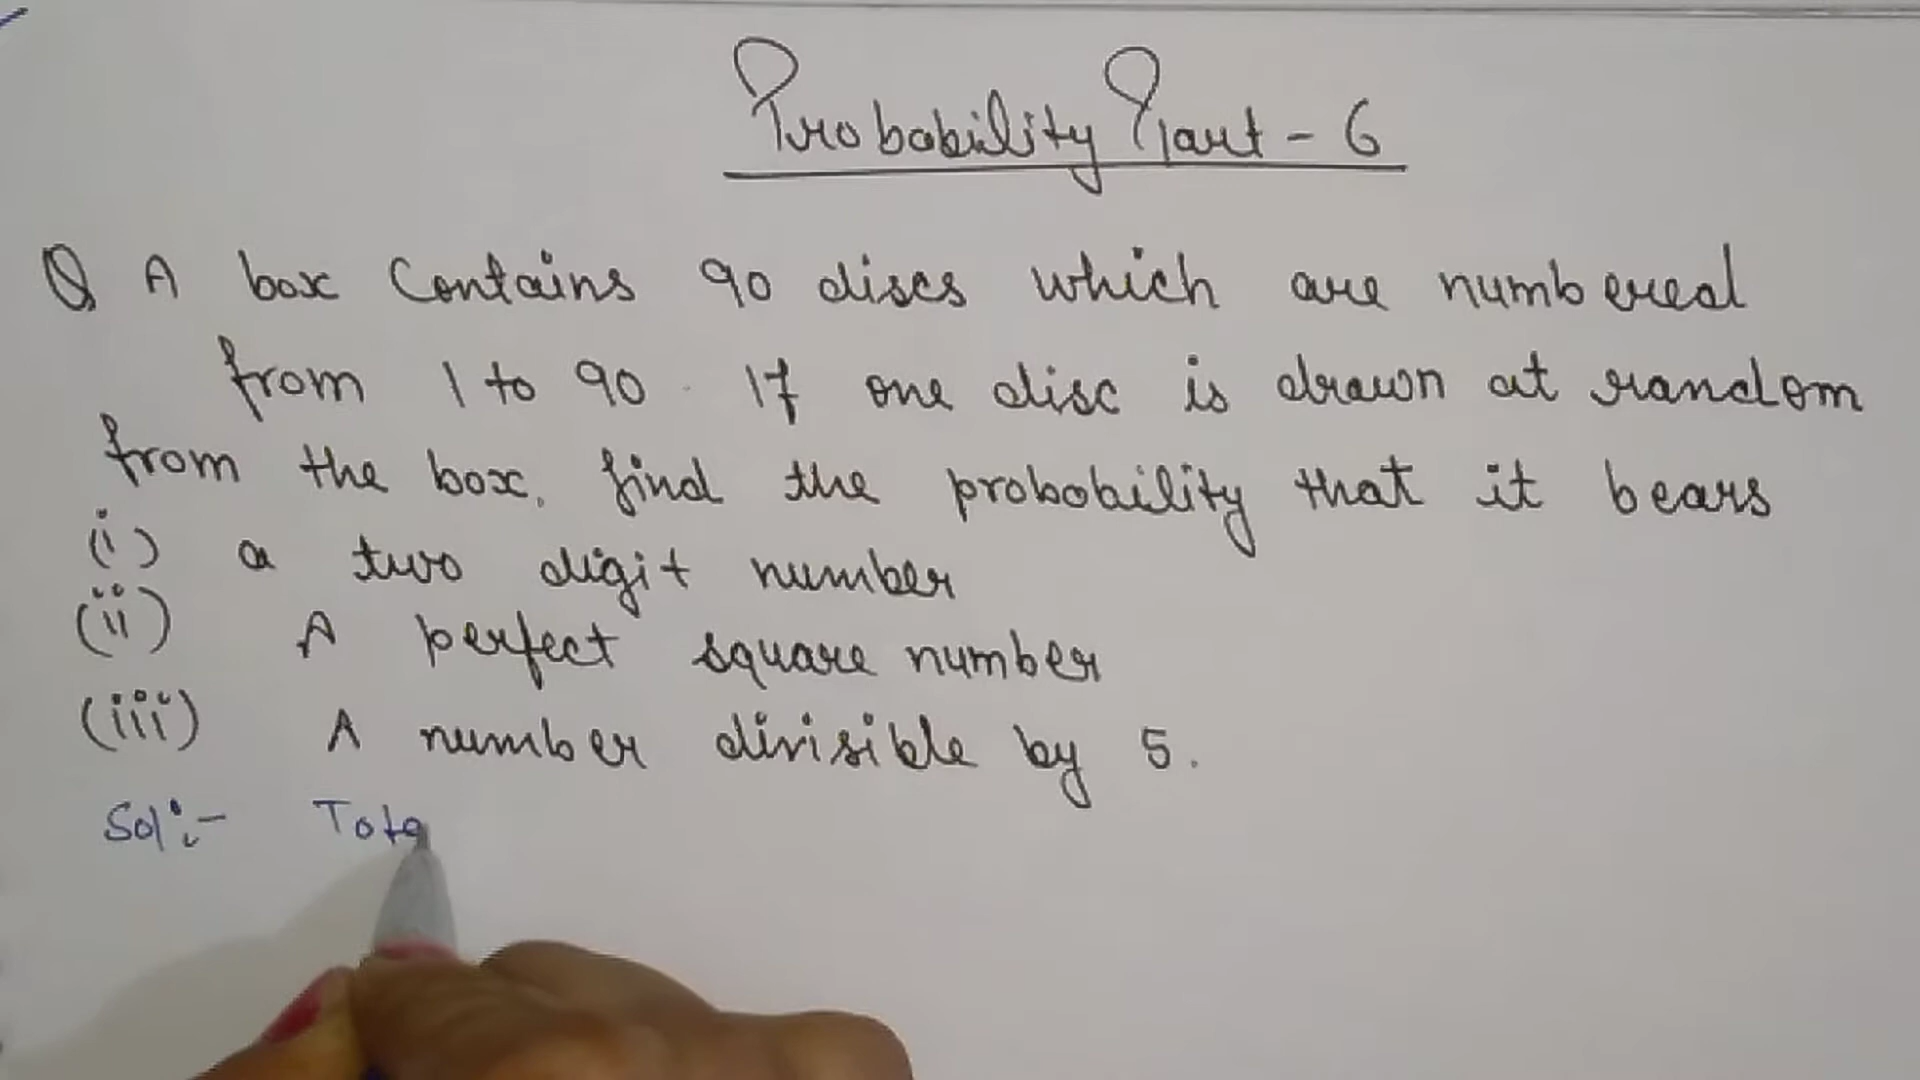 Probability Part - 6
Q A box Contains 90 discs which are numbered
from 1 to 90. If one disc is drawn at random
from the box, find the probability that it bears
(i) a two digit number
(ii) A perfect square number
(iii) A number divisible by 5.
Sol:- Tota